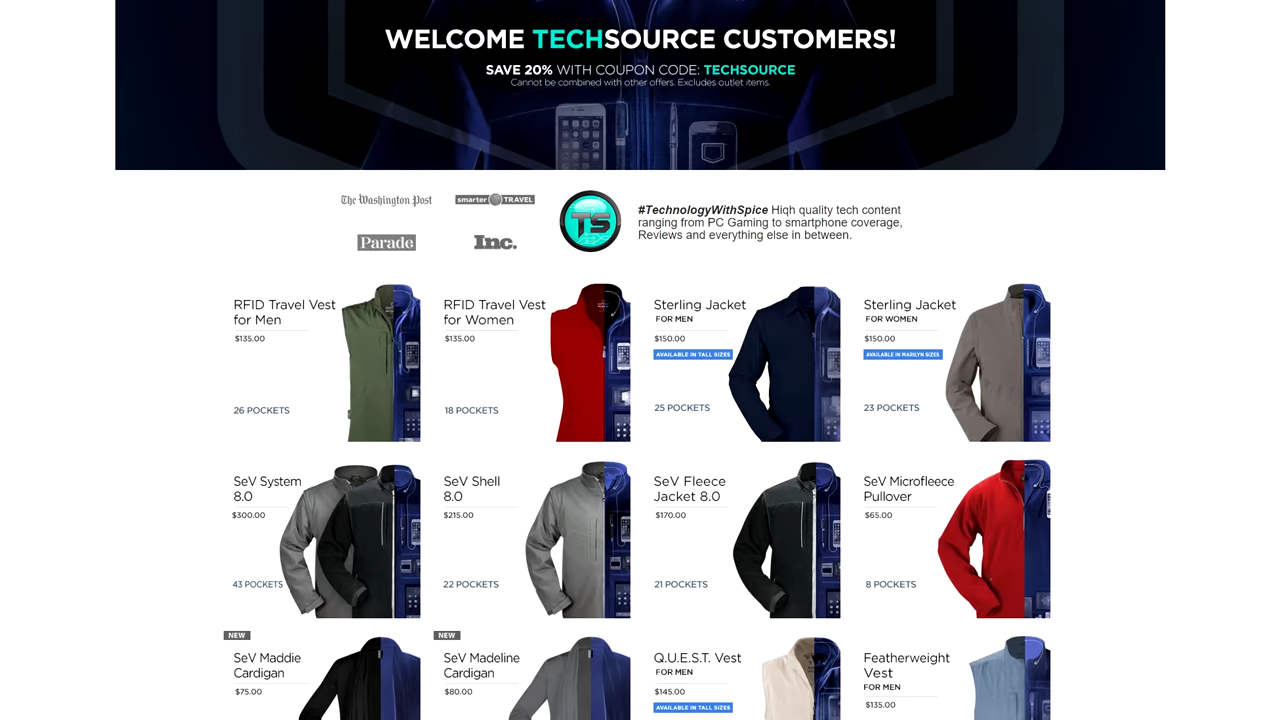 WELCOME TECHSOURCE CUSTOMERS!
SAVE 20% WITH COUPON CODE: TECHSOURCE
Cannot be combined with other offers. Excludes outlet items.
The Washington Post
smarter TRAVEL
Parade
Inc.
TS
#TechnologyWithSpice High quality tech content
ranging from PC Gaming to smartphone coverage,
Reviews and everything else in between.
RFID Travel Vest
for Men
$135.00
26 POCKETS
RFID Travel Vest
for Women
$135.00
18 POCKETS
Sterling Jacket
FOR MEN
$150.00
AVAILABLE IN TALL SIZES
25 POCKETS
Sterling Jacket
FOR WOMEN
$150.00
AVAILABLE IN MARILYN SIZES
23 POCKETS
SeV System
8.0
$300.00
43 POCKETS
SeV Shell
8.0
$215.00
22 POCKETS
SeV Fleece
Jacket 8.0
$170.00
21 POCKETS
SeV Microfleece
Pullover
$65.00
8 POCKETS
NEW
SeV Maddie
Cardigan
$75.00
NEW
SeV Madeline
Cardigan
$80.00
Q.U.E.S.T. Vest
FOR MEN
$145.00
AVAILABLE IN TALL SIZES
Featherweight
Vest
FOR MEN
$135.00